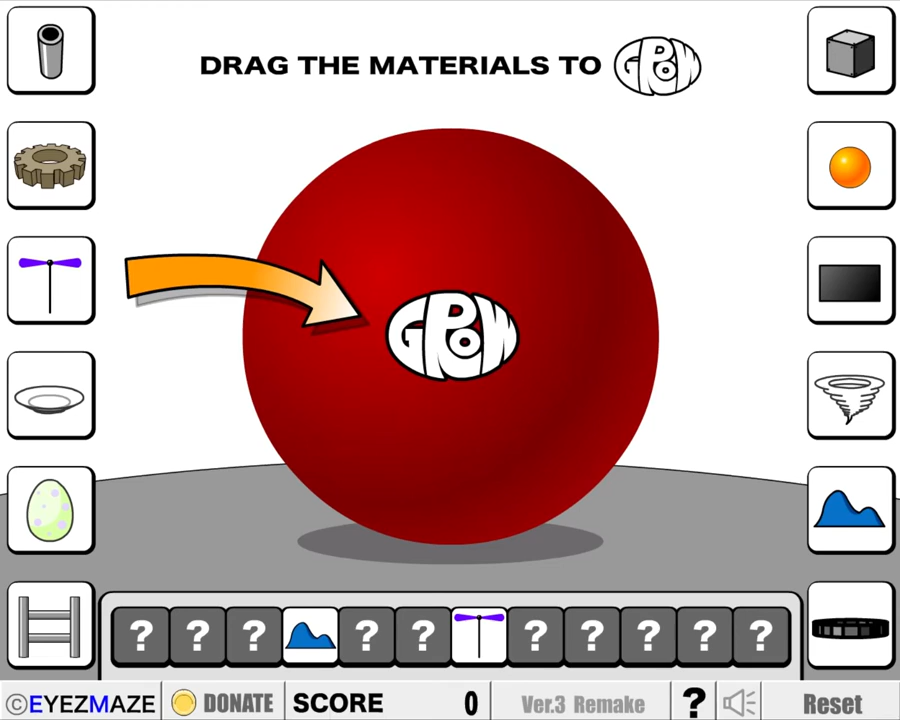 DRAG THE MATERIALS TO GROW
GROW
? ? ? ? ? ? ? ? ? ?
©EYEZMAZE DONATE SCORE 0 Ver.3 Remake ? Reset